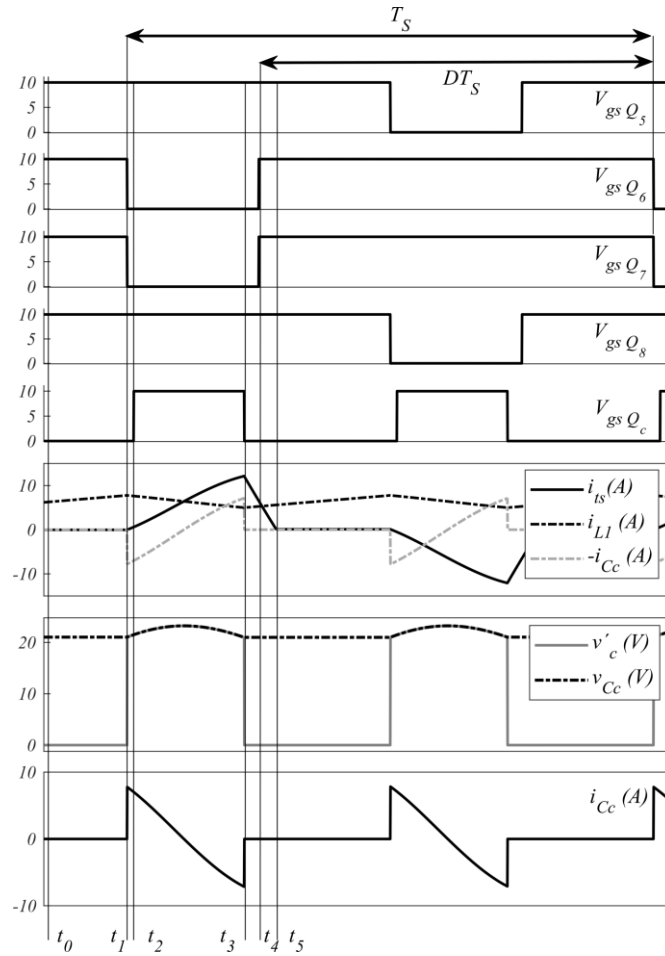 T_S
DT_S
10
5
0
V_gs Q_5
10
5
0
V_gs Q_6
10
5
0
V_gs Q_7
10
5
0
V_gs Q_8
10
5
0
V_gs Q_c
10
0
-10
i_ts(A)
i_L1(A)
-i_Cc(A)
20
10
0
v´_c(V)
v_Cc(V)
10
0
-10
i_Cc(A)
t_0 t_1 t_2 t_3 t_4 t_5